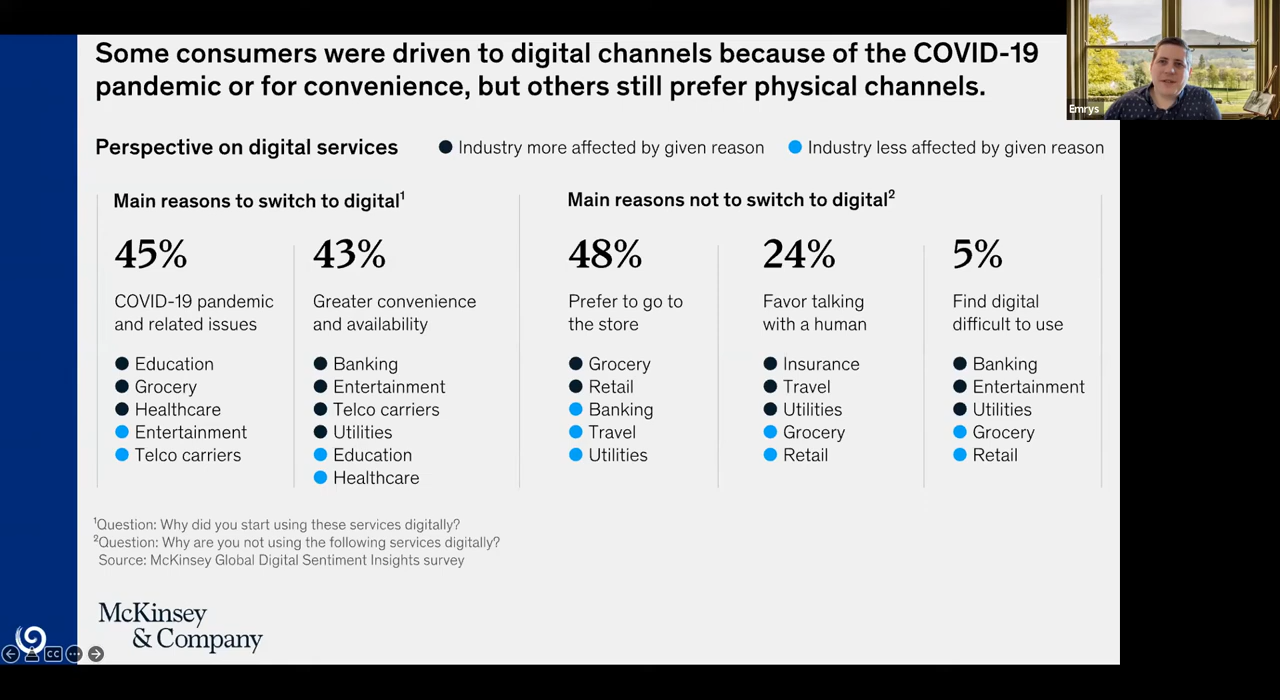 Some consumers were driven to digital channels because of the COVID-19
pandemic or for convenience, but others still prefer physical channels.
Emrys
Perspective on digital services
Industry more affected by given reason
Industry less affected by given reason
Main reasons to switch to digital¹
45%
COVID-19 pandemic
and related issues
Education
Grocery
Healthcare
Entertainment
Telco carriers
43%
Greater convenience
and availability
Banking
Entertainment
Telco carriers
Utilities
Education
Healthcare
Main reasons not to switch to digital²
48%
Prefer to go to
the store
Grocery
Retail
Banking
Travel
Utilities
24%
Favor talking
with a human
Insurance
Travel
Utilities
Grocery
Retail
5%
Find digital
difficult to use
Banking
Entertainment
Utilities
Grocery
Retail
¹Question: Why did you start using these services digitally?
²Question: Why are you not using the following services digitally?
Source: McKinsey Global Digital Sentiment Insights survey
McKinsey
& Company
CC